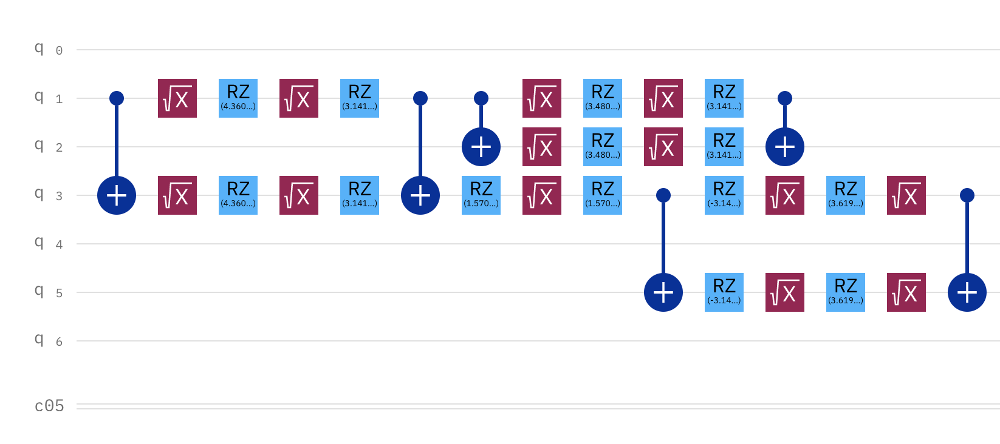 q 0
q 1 √X RZ (4.360...) √X RZ (3.141...) √X RZ (3.480...) √X RZ (3.141...)
q 2 √X RZ (3.480...) √X RZ (3.141...)
q 3 √X RZ (4.360...) √X RZ (3.141...) RZ (1.570...) √X RZ (1.570...) RZ (-3.14...) √X RZ (3.619...) √X
q 4
q 5 RZ (-3.14...) √X RZ (3.619...) √X
q 6
c05